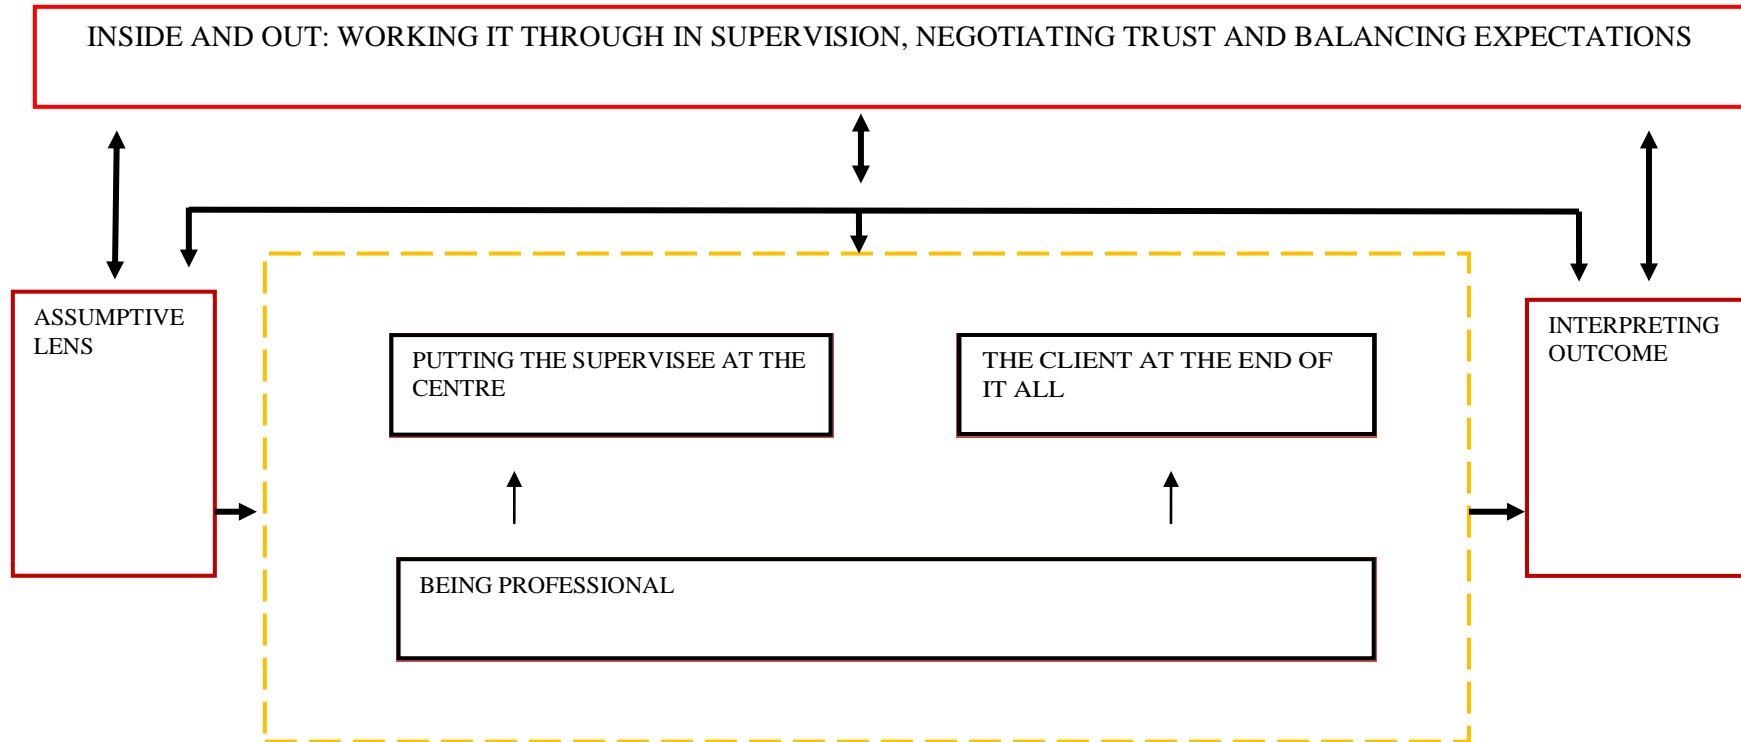 INSIDE AND OUT: WORKING IT THROUGH IN SUPERVISION, NEGOTIATING TRUST AND BALANCING EXPECTATIONS
ASSUMPTIVE
LENS
PUTTING THE SUPERVISEE AT THE
CENTRE
THE CLIENT AT THE END OF
IT ALL
INTERPRETING
OUTCOME
BEING PROFESSIONAL